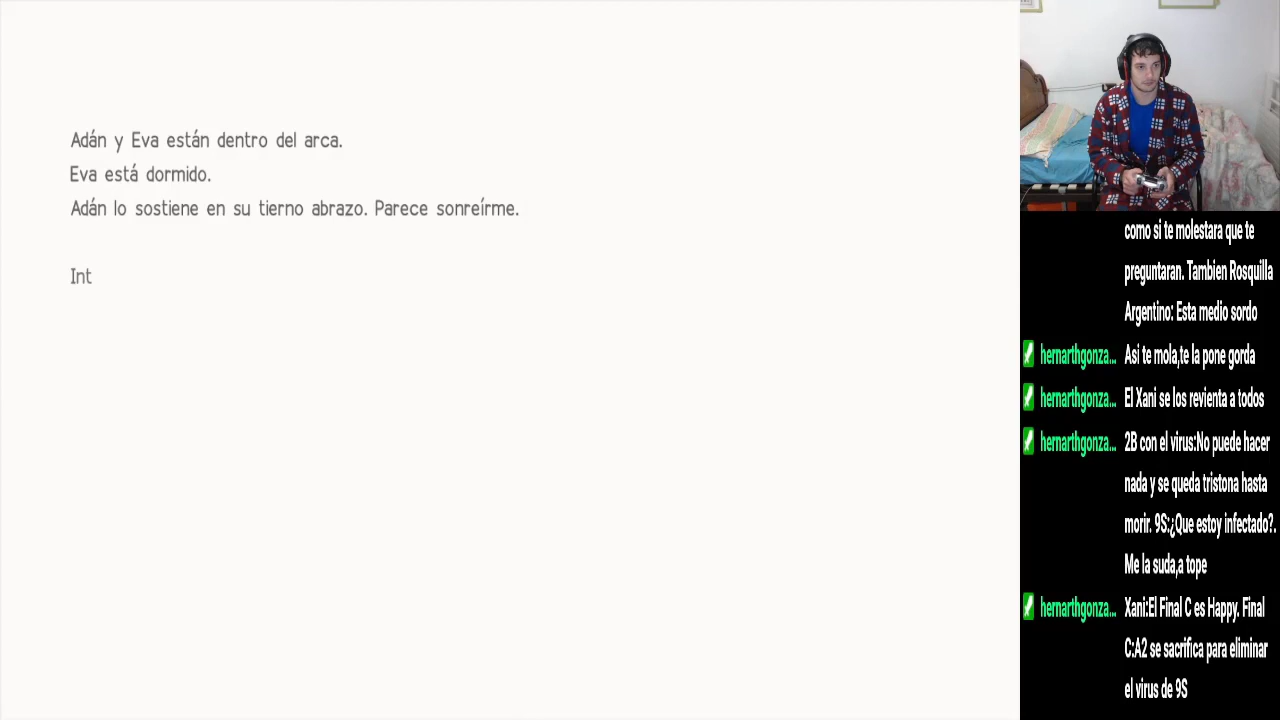 Adán y Eva están dentro del arca.
Eva está dormido.
Adán lo sostiene en su tierno abrazo. Parece sonreírme.
Int
como si te molestara que te
preguntaran. Tambien Rosquilla
Argentino: Esta medio sordo
hernarthgonza... Asi te mola,te la pone gorda
hernarthgonza... El Xani se los revienta a todos
hernarthgonza... 2B con el virus:No puede hacer
nada y se queda tristona hasta
morir. 9S:¿Que estoy infectado?.
Me la suda,a tope
hernarthgonza... Xani:El Final C es Happy. Final
C:A2 se sacrifica para eliminar
el virus de 9S